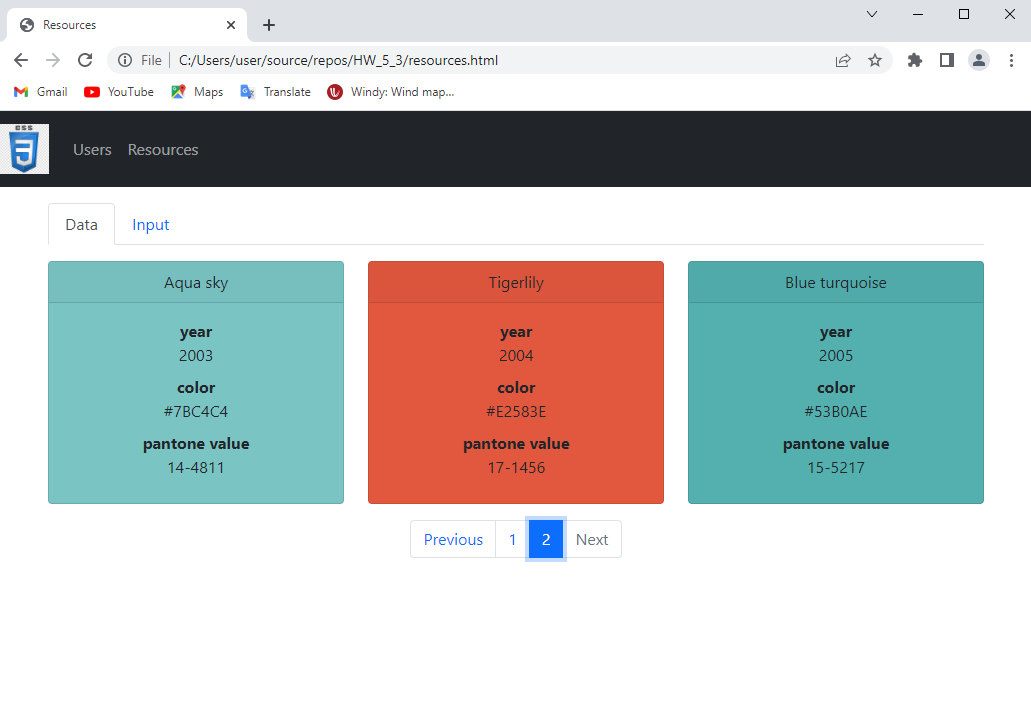 Resources
File C:/Users/user/source/repos/HW_5_3/resources.html
Gmail YouTube Maps Translate Windy: Wind map...
CSS
3
Users Resources
Data Input
Aqua sky
year
2003
color
#7BC4C4
pantone value
14-4811
Tigerlily
year
2004
color
#E2583E
pantone value
17-1456
Blue turquoise
year
2005
color
#53B0AE
pantone value
15-5217
Previous 1 2 Next